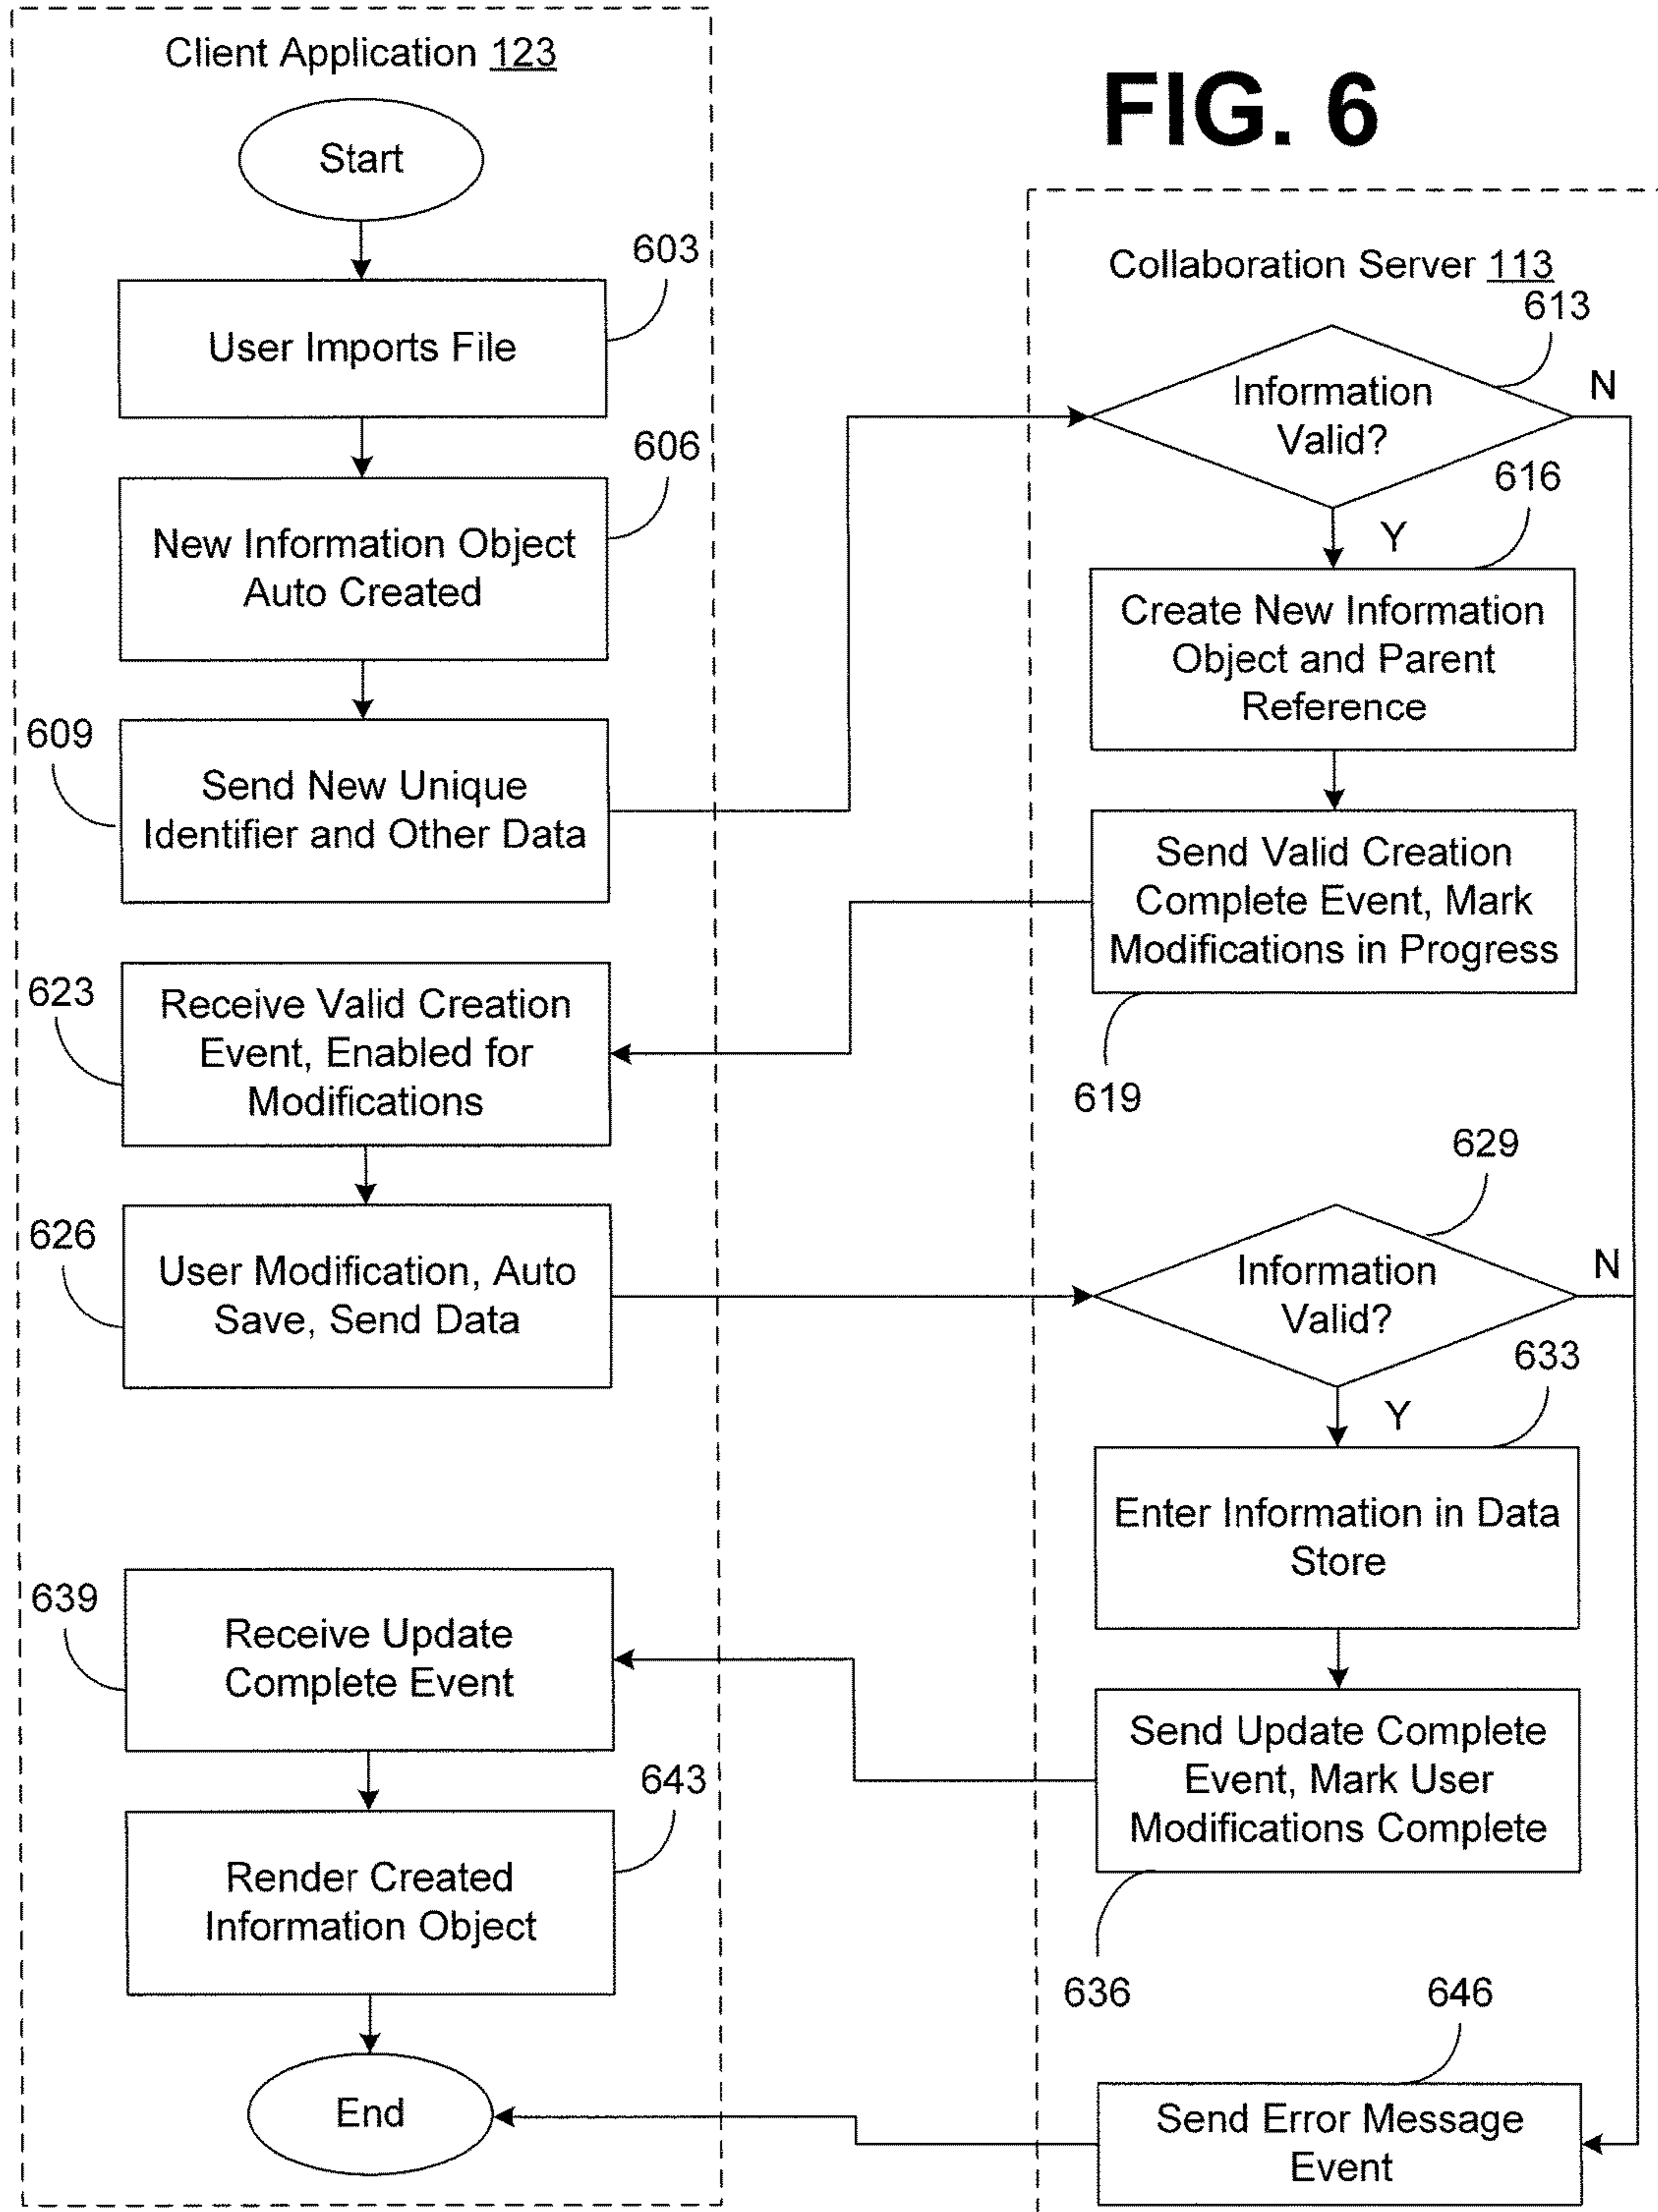 FIG. 6
Client Application 123
Start
603
User Imports File
606
New Information Object
Auto Created
609
Send New Unique
Identifier and Other Data
Collaboration Server 113
613
Information
Valid?
N
616
Y
Create New Information
Object and Parent
Reference
Send Valid Creation
Complete Event, Mark
Modifications in Progress
619
623
Receive Valid Creation
Event, Enabled for
Modifications
626
User Modification, Auto
Save, Send Data
629
Information
Valid?
N
633
Y
Enter Information in Data
Store
Send Update Complete
Event, Mark User
Modifications Complete
636
639
Receive Update
Complete Event
643
Render Created
Information Object
646
Send Error Message
Event
End